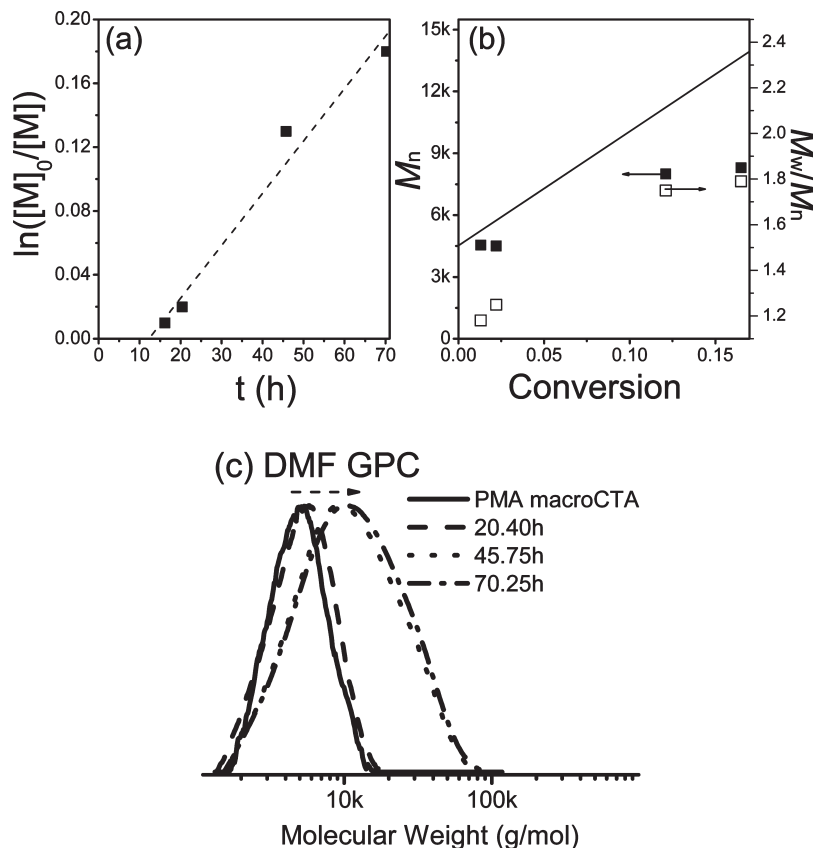 (a)
0.20
0.16
0.12
0.08
0.04
0.00
ln([M]0/[M])
0 10 20 30 40 50 60 70
t (h)
(b)
15k
12k
9k
6k
3k
0
Mn
2.4
2.2
2.0
1.8
1.6
1.4
1.2
Mw/Mn
0.00 0.05 0.10 0.15
Conversion
(c) DMF GPC
PMA macroCTA
20.40h
45.75h
70.25h
10k 100k
Molecular Weight (g/mol)